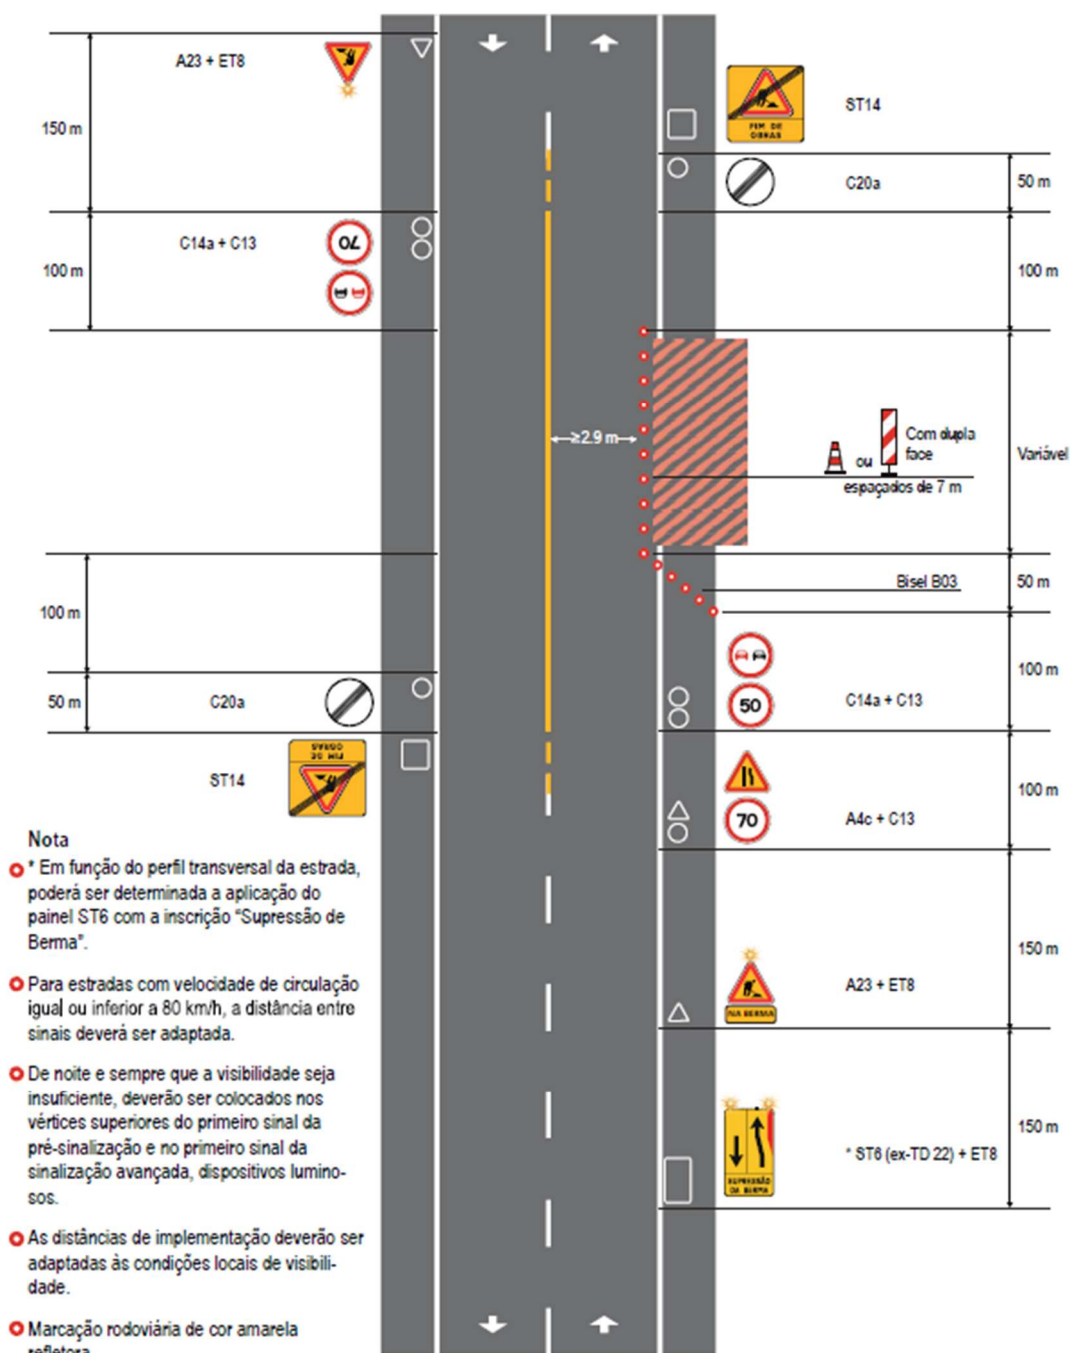 A23 + ET8
150 m
C14a + C13
70
100 m
ST14
FIM DE
OBRAS
C20a
50 m
100 m
≥2.9 m
ou
Com dupla
face
espaçados de 7 m
Variável
Bisel B03
50 m
100 m
50 m
C20a
FIM DE
OBRAS
ST14
50
C14a + C13
100 m
70
A4c + C13
100 m
NA BERMA
A23 + ET8
150 m
SUPRESSÃO
DA BERMA
* ST6 (ex-TD 22) + ET8
150 m
Nota
* Em função do perfil transversal da estrada,
poderá ser determinada a aplicação do
painel ST6 com a inscrição “Supressão de
Berma”.
Para estradas com velocidade de circulação
igual ou inferior a 80 km/h, a distância entre
sinais deverá ser adaptada.
De noite e sempre que a visibilidade seja
insuficiente, deverão ser colocados nos
vértices superiores do primeiro sinal da
pré-sinalização e no primeiro sinal da
sinalização avançada, dispositivos lumino-
sos.
As distâncias de implementação deverão ser
adaptadas às condições locais de visibili-
dade.
Marcação rodoviária de cor amarela
refletora